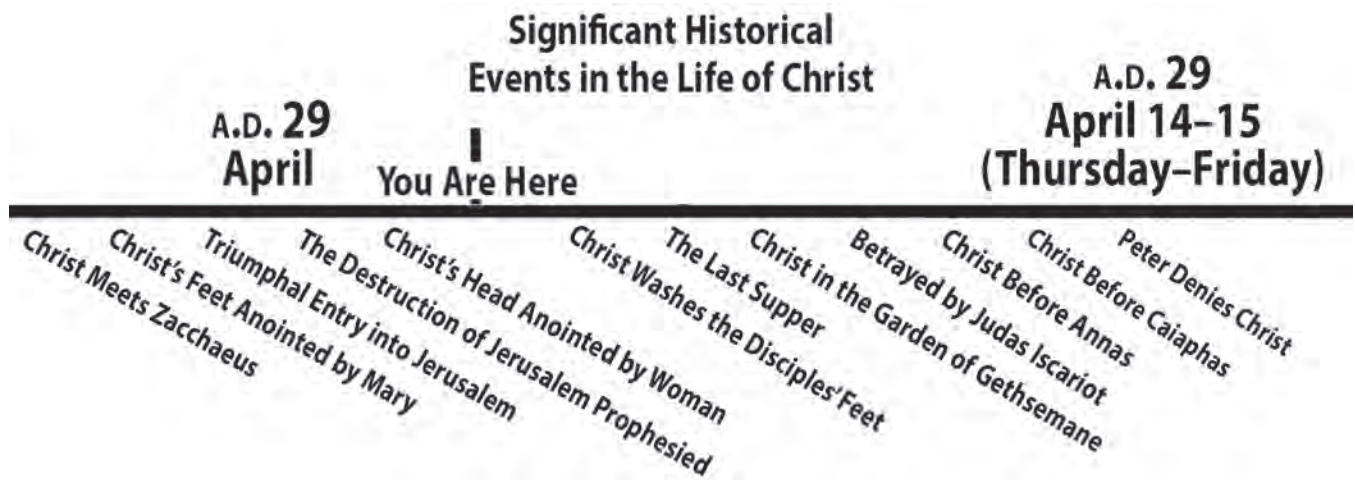 Significant Historical
Events in the Life of Christ
A.D. 29
April
You Are Here
A.D. 29
April 14–15
(Thursday–Friday)
Christ Meets Zacchaeus
Christ's Feet Anointed by Mary
Triumphal Entry into Jerusalem
The Destruction of Jerusalem Prophesied
Christ's Head Anointed by Woman
Christ Washes the Disciples' Feet
The Last Supper
Christ in the Garden of Gethsemane
Betrayed by Judas Iscariot
Christ Before Annas
Christ Before Caiaphas
Peter Denies Christ